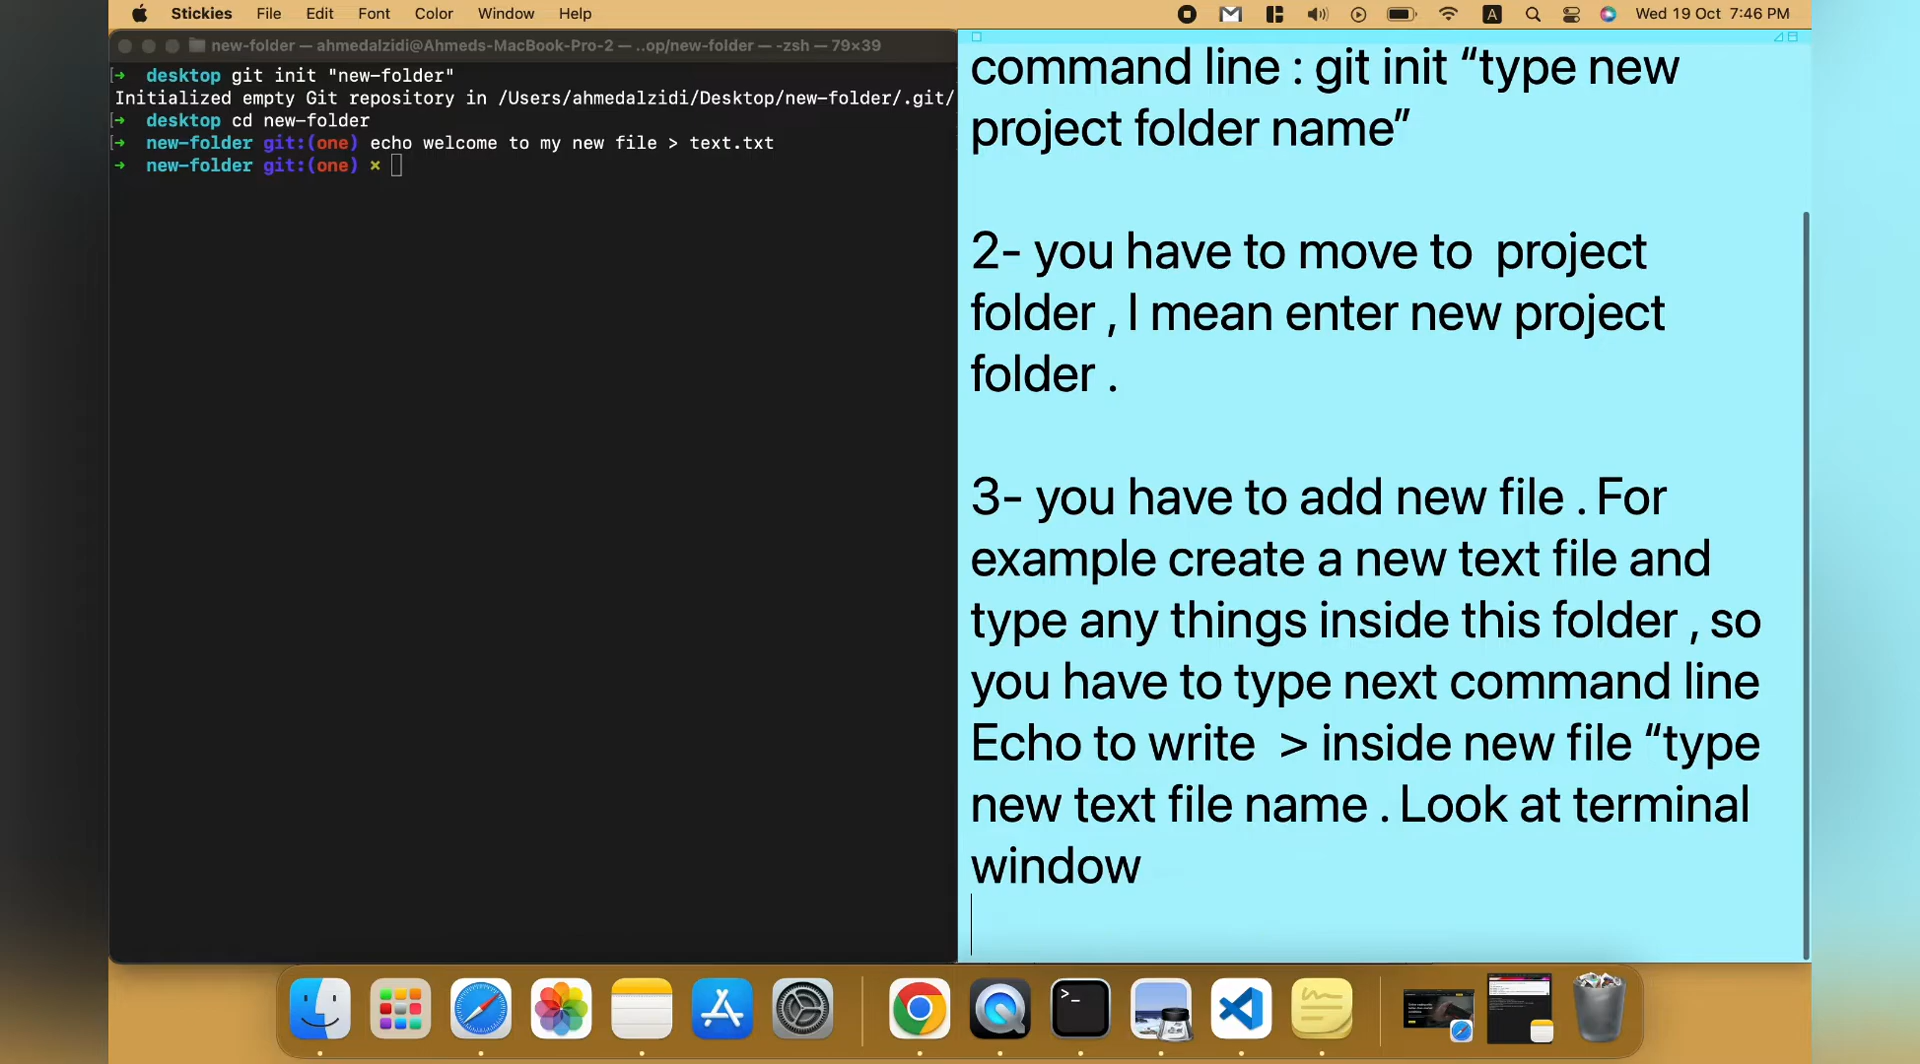 Stickies File Edit Font Color Window Help
A Wed 19 Oct 7:46 PM
new-folder — ahmedalzidi@Ahmeds-MacBook-Pro-2 — ..op/new-folder — -zsh — 79×39
[➜ desktop git init "new-folder"
Initialized empty Git repository in /Users/ahmedalzidi/Desktop/new-folder/.git/
[➜ desktop cd new-folder
[➜ new-folder git:(one) echo welcome to my new file > text.txt
➜ new-folder git:(one) ✗
command line : git init “type new
project folder name”
2- you have to move to  project
folder , I mean enter new project
folder .
3- you have to add new file . For
example create a new text file and
type any things inside this folder , so
you have to type next command line
Echo to write  > inside new file “type
new text file name . Look at terminal
window
>_